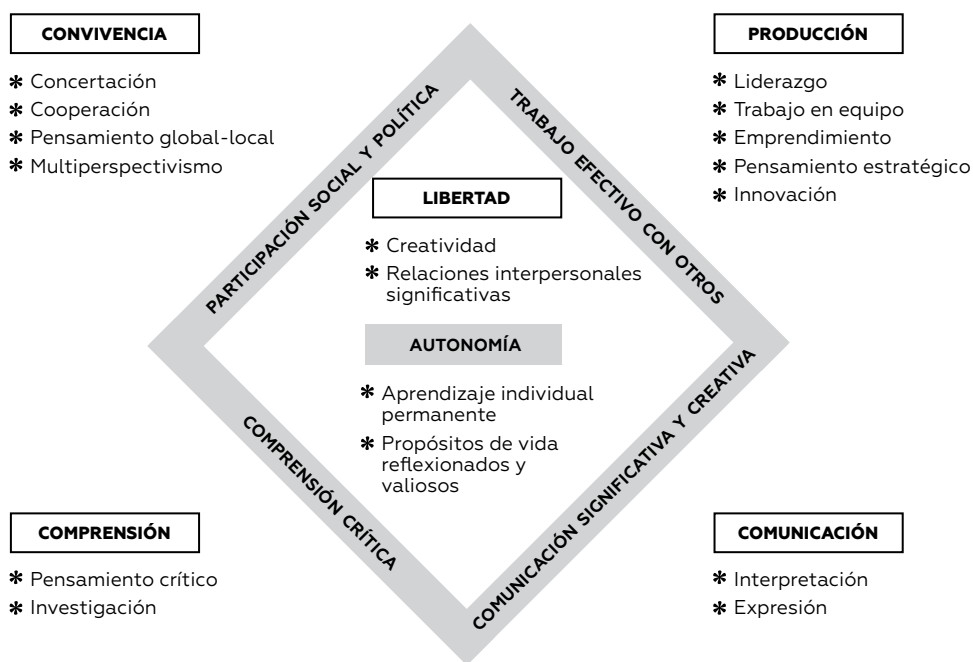 CONVIVENCIA
* Concertación
* Cooperación
* Pensamiento global-local
* Multiperspectivismo
PRODUCCIÓN
* Liderazgo
* Trabajo en equipo
* Emprendimiento
* Pensamiento estratégico
* Innovación
PARTICIPACIÓN SOCIAL Y POLÍTICA
TRABAJO EFECTIVO CON OTROS
LIBERTAD
* Creatividad
* Relaciones interpersonales
significativas
AUTONOMÍA
* Aprendizaje individual
permanente
* Propósitos de vida
reflexionados y
valiosos
COMPRENSIÓN CRÍTICA
COMUNICACIÓN SIGNIFICATIVA Y CREATIVA
COMPRENSIÓN
* Pensamiento crítico
* Investigación
COMUNICACIÓN
* Interpretación
* Expresión